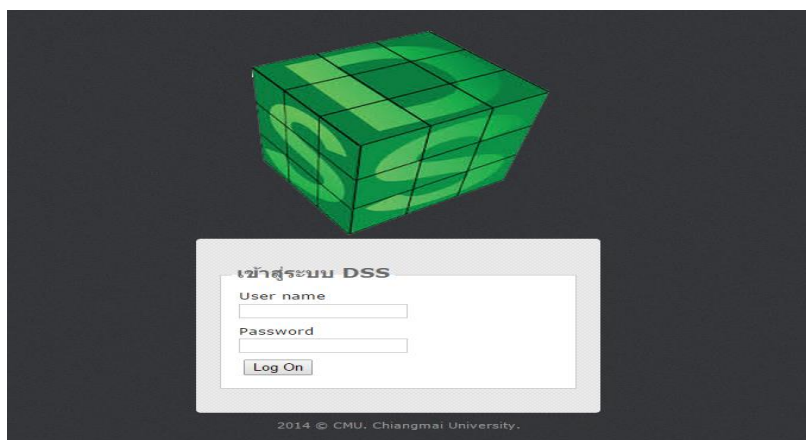 D
S
S
เข้าสู่ระบบ DSS
User name
Password
Log On
2014 © CMU. Chiangmai University.